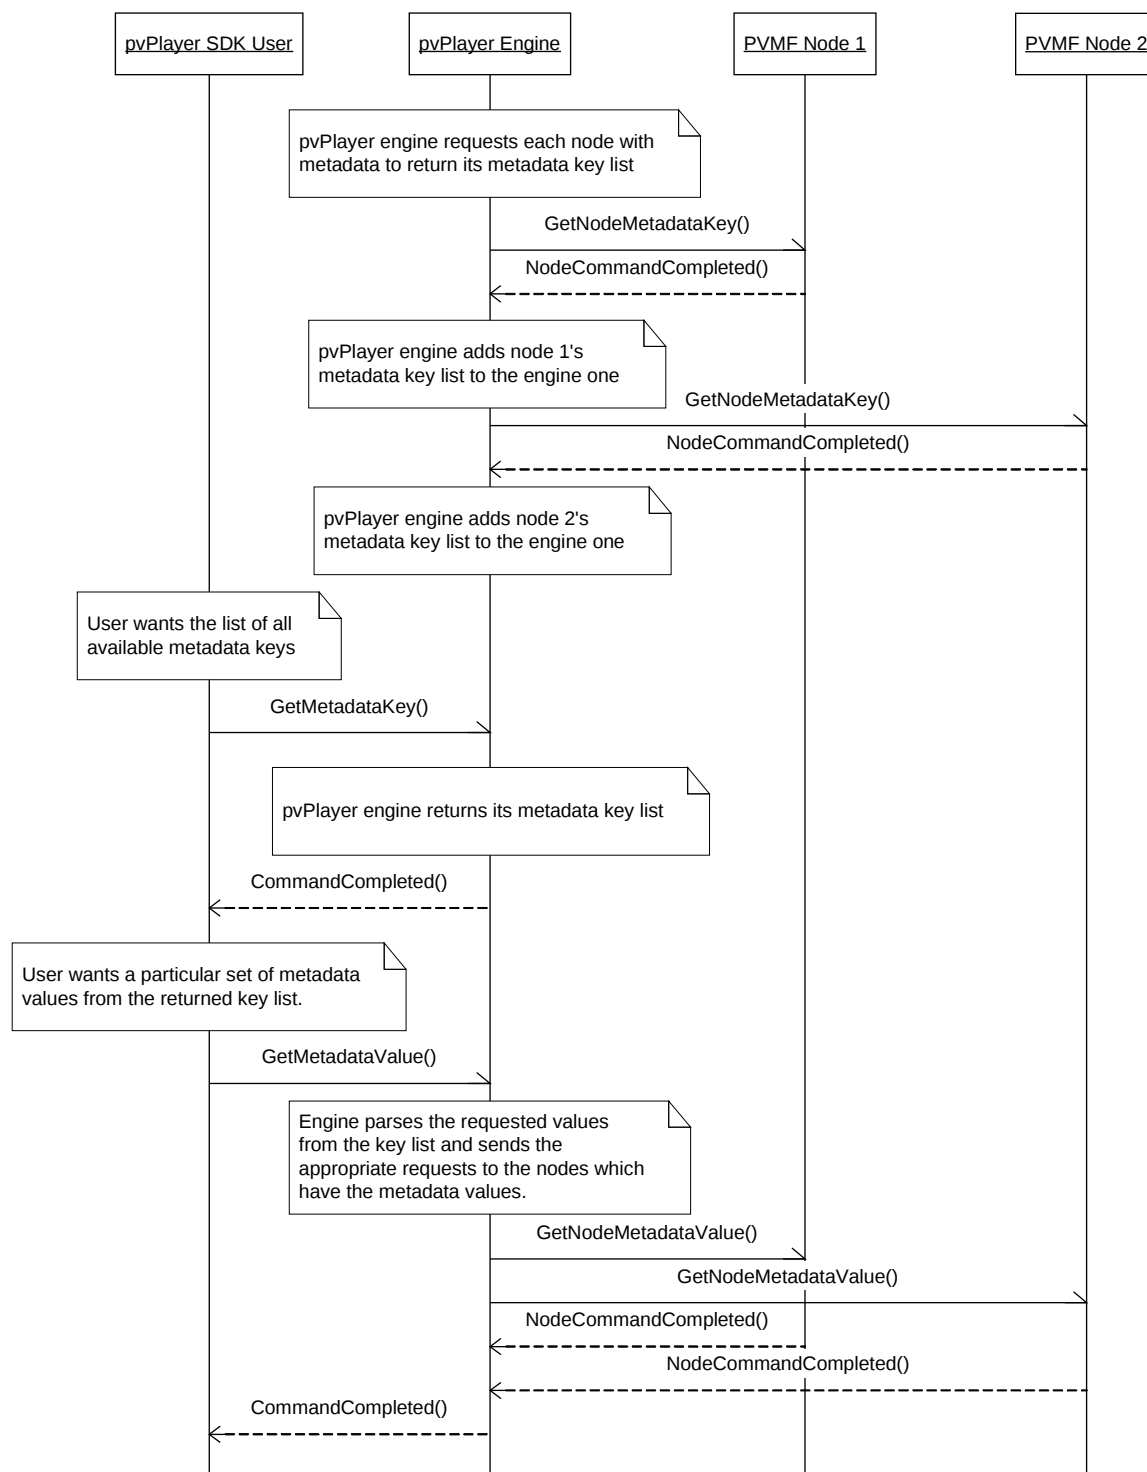 pvPlayer SDK User
pvPlayer Engine
PVMF Node 1
PVMF Node 2
pvPlayer engine requests each node with
metadata to return its metadata key list
GetNodeMetadataKey()
NodeCommandCompleted()
pvPlayer engine adds node 1's
metadata key list to the engine one
GetNodeMetadataKey()
NodeCommandCompleted()
pvPlayer engine adds node 2's
metadata key list to the engine one
User wants the list of all
available metadata keys
GetMetadataKey()
pvPlayer engine returns its metadata key list
CommandCompleted()
User wants a particular set of metadata
values from the returned key list.
GetMetadataValue()
Engine parses the requested values
from the key list and sends the
appropriate requests to the nodes which
have the metadata values.
GetNodeMetadataValue()
GetNodeMetadataValue()
NodeCommandCompleted()
NodeCommandCompleted()
CommandCompleted()